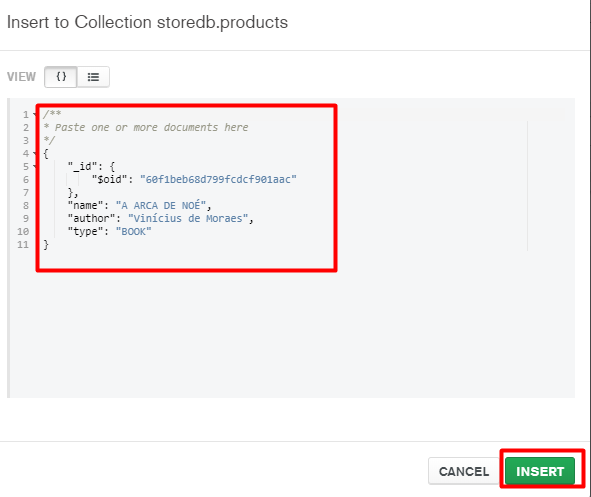 Insert to Collection storedb.products
VIEW {}
1 /**
2 * Paste one or more documents here
3 */
4 {
5 "_id": {
6 "$oid": "60f1beb68d799fcdcf901aac"
7 },
8 "name": "A ARCA DE NOÉ",
9 "author": "Vinícius de Moraes",
10 "type": "BOOK"
11 }
CANCEL INSERT